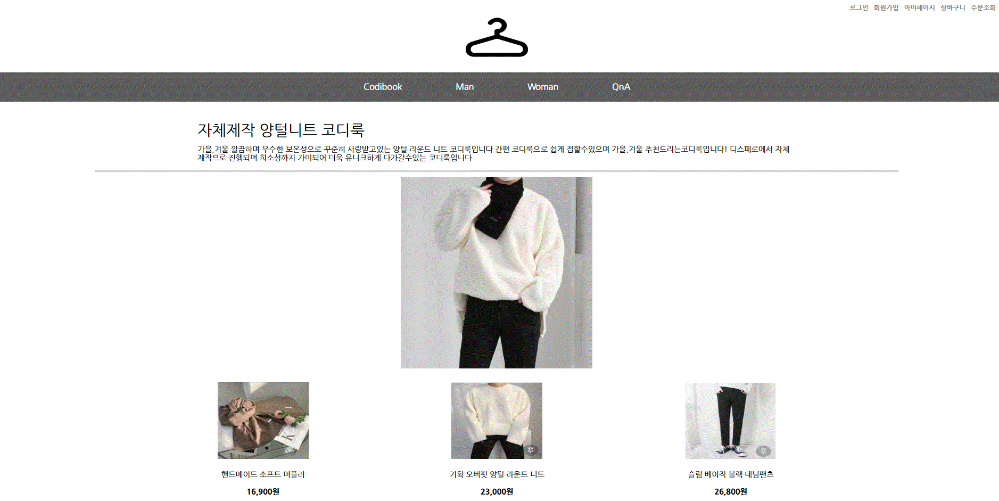 로그인 회원가입 마이페이지 장바구니 주문조회
Codibook Man Woman QnA
자체제작 양털니트 코디룩
가을,겨울 깔끔하며 우수한 보온성으로 꾸준히 사랑받고있는 양털 라운드 니트 코디룩입니다 간편 코디룩으로 쉽게 접할수있으며 가을,겨울 추천드리는코디룩입니다! 디스페로에서 자체
제작으로 진행되며 희소성까지 가미되어 더욱 유니크하게 다가갈수있는 코디룩입니다
K
핸드메이드 소프트 머플러 기획 오버핏 양털 라운드 니트 슬림 베이직 블랙 데님팬츠
16,900원 23,000원 26,800원